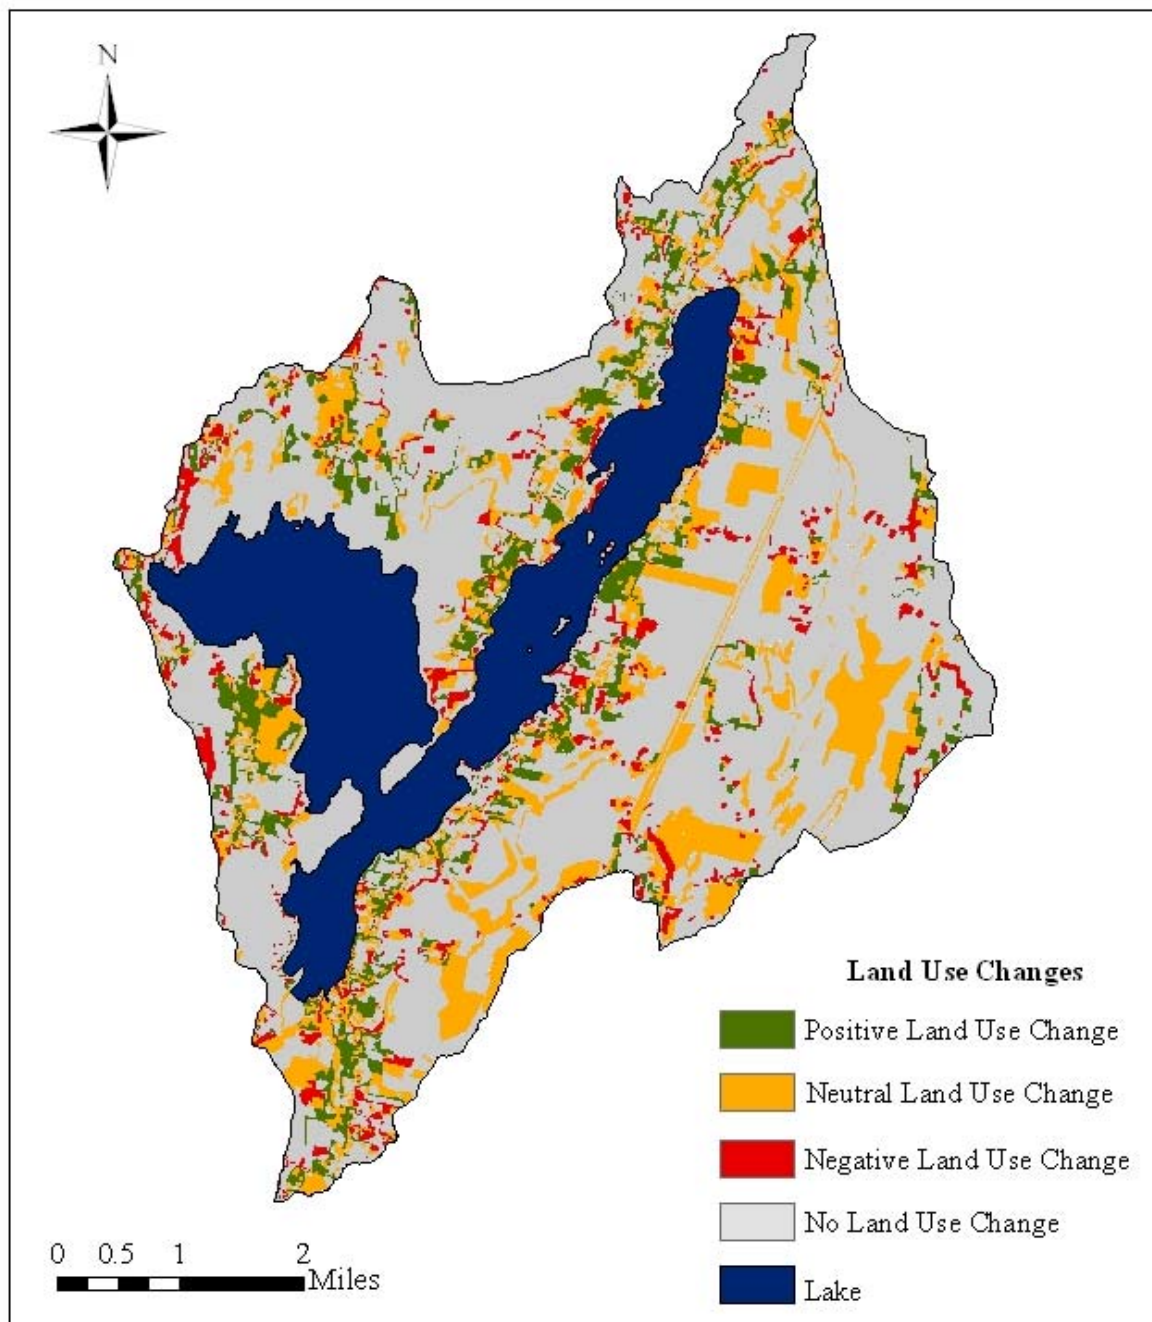 N
Land Use Changes
Positive Land Use Change
Neutral Land Use Change
Negative Land Use Change
No Land Use Change
Lake
0 0.5 1 2
Miles